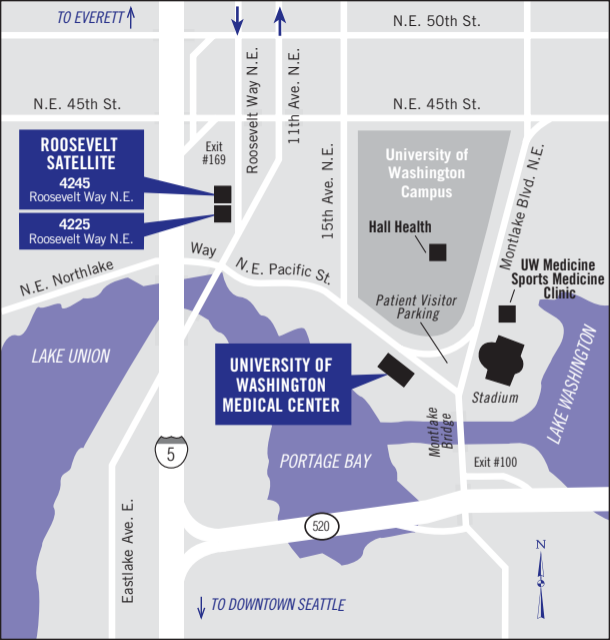 TO EVERETT
N.E. 50th St.
Roosevelt Way N.E.
11th Ave. N.E.
N.E. 45th St.
N.E. 45th St.
ROOSEVELT
SATELLITE
4245
Roosevelt Way N.E.
4225
Roosevelt Way N.E.
Exit
#169
15th Ave. N.E.
University of
Washington
Campus
Montlake Blvd. N.E.
Hall Health
UW Medicine
Sports Medicine
Clinic
N.E. Northlake
Way
N.E. Pacific St.
Patient Visitor
Parking
LAKE UNION
UNIVERSITY OF
WASHINGTON
MEDICAL CENTER
Stadium
LAKE WASHINGTON
Montlake
Bridge
5
PORTAGE BAY
Exit #100
Eastlake Ave. E.
520
N
TO DOWNTOWN SEATTLE